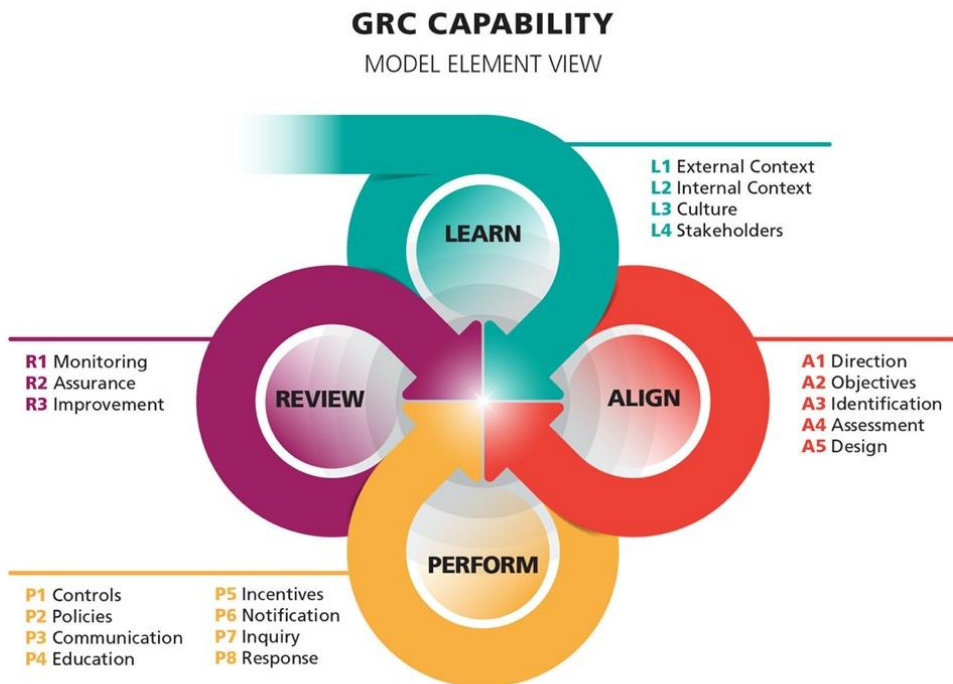 GRC CAPABILITY
MODEL ELEMENT VIEW
LEARN
L1 External Context
L2 Internal Context
L3 Culture
L4 Stakeholders
ALIGN
A1 Direction
A2 Objectives
A3 Identification
A4 Assessment
A5 Design
PERFORM
P1 Controls
P2 Policies
P3 Communication
P4 Education
P5 Incentives
P6 Notification
P7 Inquiry
P8 Response
REVIEW
R1 Monitoring
R2 Assurance
R3 Improvement